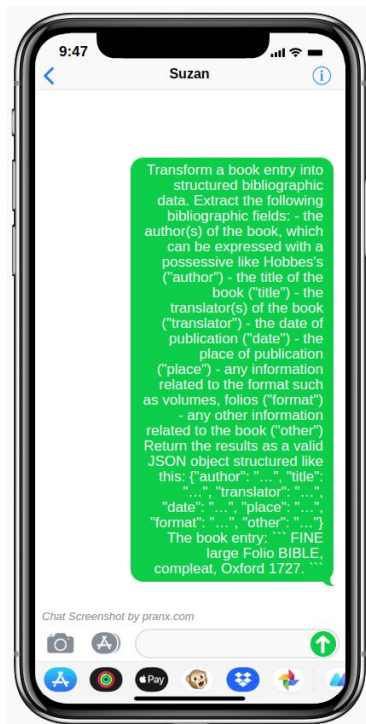 9:47
Suzan
Transform a book entry into
structured bibliographic
data. Extract the following
bibliographic fields: - the
author(s) of the book, which
can be expressed with a
possessive like Hobbes's
("author") - the title of the
book ("title") - the
translator(s) of the book
("translator") - the date of
publication ("date") - the
place of publication
("place") - any information
related to the format such
as volumes, folios ("format")
- any other information
related to the book ("other")
Return the results as a valid
JSON object structured like
this: {"author": "...", "title":
"...", "translator": "...",
"date": "...", "place": "...",
"format": "...", "other": "..."}
The book entry: ``` FINE
large Folio BIBLE,
compleat, Oxford 1727. ```
Chat Screenshot by pranx.com
Pay